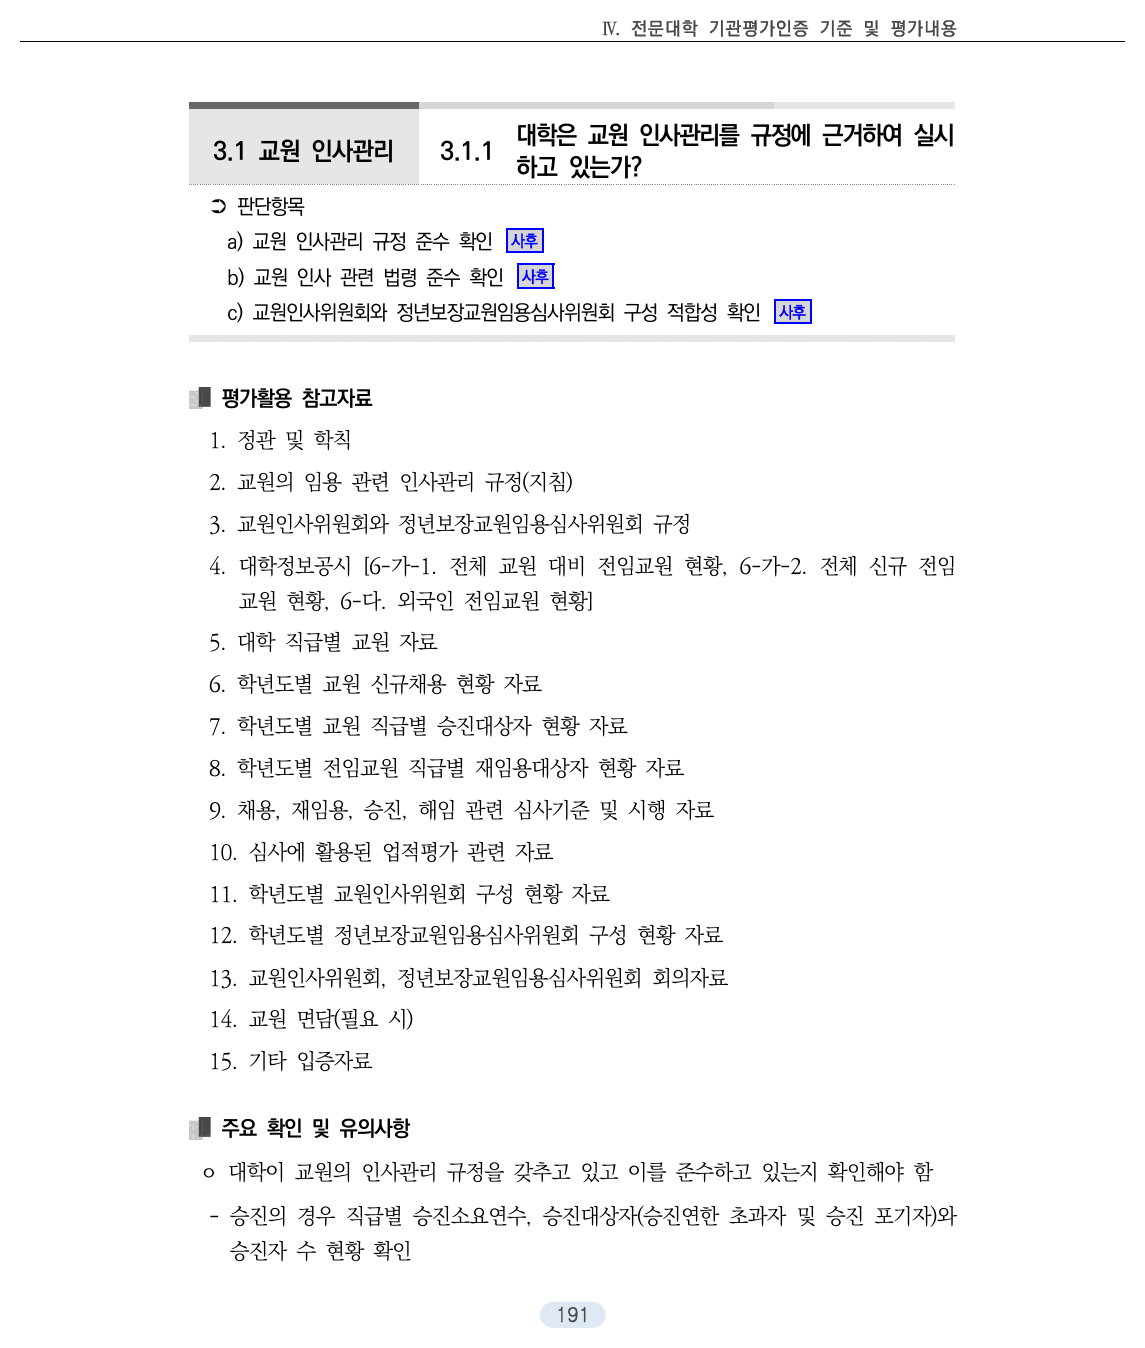 Ⅳ. 전문대학 기관평가인증 기준 및 평가내용
3.1 교원 인사관리
3.1.1
대학은 교원 인사관리를 규정에 근거하여 실시
하고 있는가?
➲ 판단항목
a) 교원 인사관리 규정 준수 확인 사후
b) 교원 인사 관련 법령 준수 확인 사후
c) 교원인사위원회와 정년보장교원임용심사위원회 구성 적합성 확인 사후
평가활용 참고자료
1. 정관 및 학칙
2. 교원의 임용 관련 인사관리 규정(지침)
3. 교원인사위원회와 정년보장교원임용심사위원회 규정
4. 대학정보공시 [6-가-1. 전체 교원 대비 전임교원 현황, 6-가-2. 전체 신규 전임
교원 현황, 6-다. 외국인 전임교원 현황]
5. 대학 직급별 교원 자료
6. 학년도별 교원 신규채용 현황 자료
7. 학년도별 교원 직급별 승진대상자 현황 자료
8. 학년도별 전임교원 직급별 재임용대상자 현황 자료
9. 채용, 재임용, 승진, 해임 관련 심사기준 및 시행 자료
10. 심사에 활용된 업적평가 관련 자료
11. 학년도별 교원인사위원회 구성 현황 자료
12. 학년도별 정년보장교원임용심사위원회 구성 현황 자료
13. 교원인사위원회, 정년보장교원임용심사위원회 회의자료
14. 교원 면담(필요 시)
15. 기타 입증자료
주요 확인 및 유의사항
ㅇ 대학이 교원의 인사관리 규정을 갖추고 있고 이를 준수하고 있는지 확인해야 함
- 승진의 경우 직급별 승진소요연수, 승진대상자(승진연한 초과자 및 승진 포기자)와
승진자 수 현황 확인
191